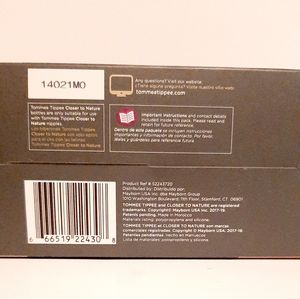 14021MO
Any questions? Visit our website
¿Tiene alguna pregunta? Visite nuestro sitio web:
tommeetippee.com
Tommee Tippee Closer to Nature
bottles are only suitable for
use with Tommee Tippee
Closer to Nature
nipples.
Los biberones Tommee
Tippee Closer to Nature
Important instructions and contact details
included inside this pack. Please read and
retain for future reference.
Dentro de este paquete se incluyen instrucciones
importantes e información de contacto. Por favor,
léalas y guárdelas para referencia futura.
Product Ref # 52243720
Distributed by: Distribuido por:
Mayborn USA Inc. dba Mayborn Group
1010 Washington Boulevard, 11th Floor, Stamford, CT 06901
TOMMEE TIPPEE and CLOSER TO NATURE are registered
trademarks. Copyright © Mayborn USA Inc. 2017-19
Patents pending. Made in Morocco
Materials: polypropylene and silicone.
TOMMEE TIPPEE et CLOSER TO NATURE son marcas
comerciales registradas. Copyright © Mayborn USA Inc. 2017-19
Patentes pendientes. Hecho en Marruecos
Materiales: polipropileno y silicona.
6 66519 22430 8